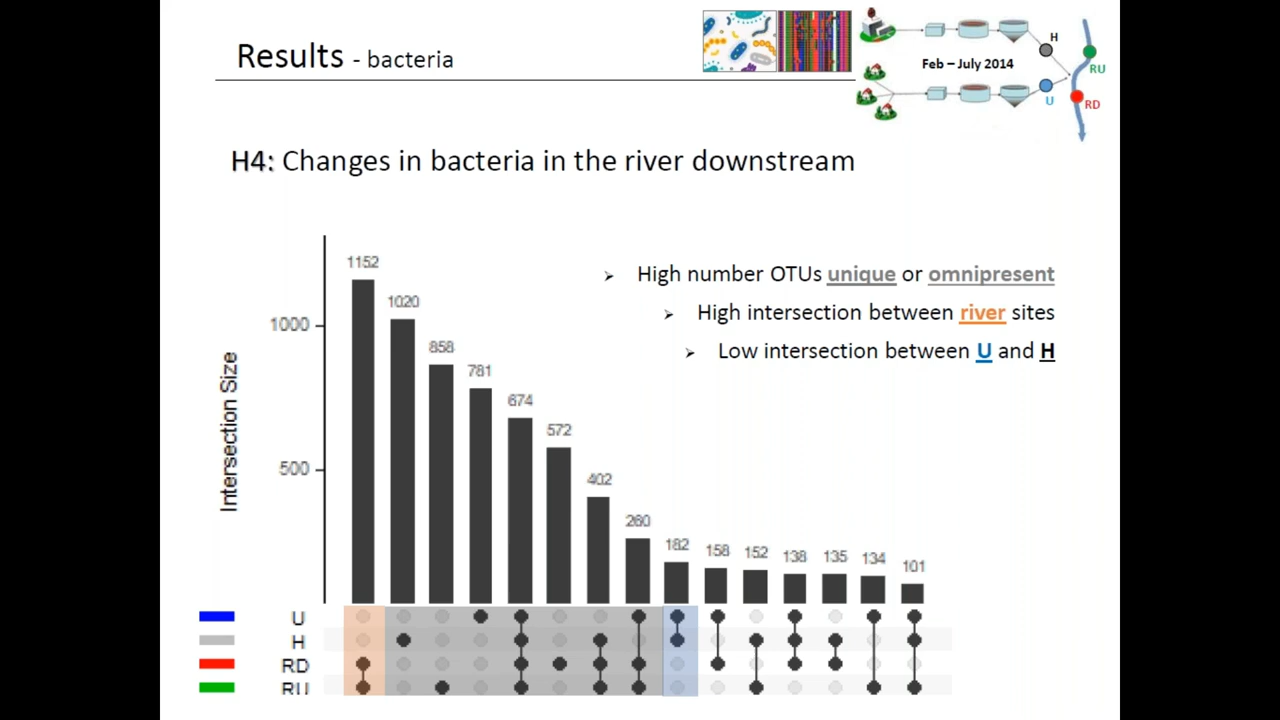 Results - bacteria
H
Feb – July 2014
RU
U
RD
H4: Changes in bacteria in the river downstream
➢ High number OTUs unique or omnipresent
➢ High intersection between river sites
➢ Low intersection between U and H
Intersection Size
1000
500
1152
1020
858
781
674
572
402
260
182
158
152
138
135
134
101
U
H
RD
RU